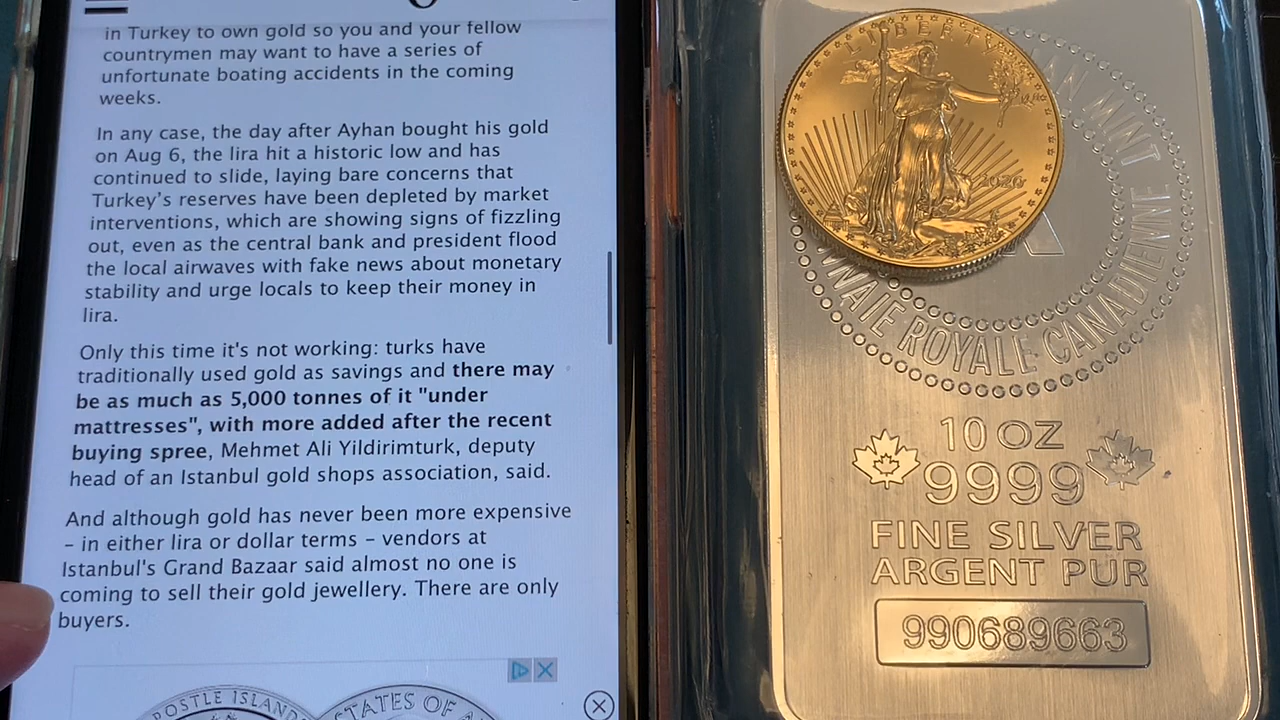 in Turkey to own gold so you and your fellow
countrymen may want to have a series of
unfortunate boating accidents in the coming
weeks.
In any case, the day after Ayhan bought his gold
on Aug 6, the lira hit a historic low and has
continued to slide, laying bare concerns that
Turkey's reserves have been depleted by market
interventions, which are showing signs of fizzling
out, even as the central bank and president flood
the local airwaves with fake news about monetary
stability and urge locals to keep their money in
lira.
Only this time it's not working: turks have
traditionally used gold as savings and there may
be as much as 5,000 tonnes of it "under
mattresses", with more added after the recent
buying spree, Mehmet Ali Yildirimturk, deputy
head of an Istanbul gold shops association, said.
And although gold has never been more expensive
– in either lira or dollar terms – vendors at
Istanbul's Grand Bazaar said almost no one is
coming to sell their gold jewellery. There are only
buyers.
STATES OF
LIBERTY
2020
MINT
ROYALE CANADIENNE
10 OZ
9999
FINE SILVER
ARGENT PUR
990689663